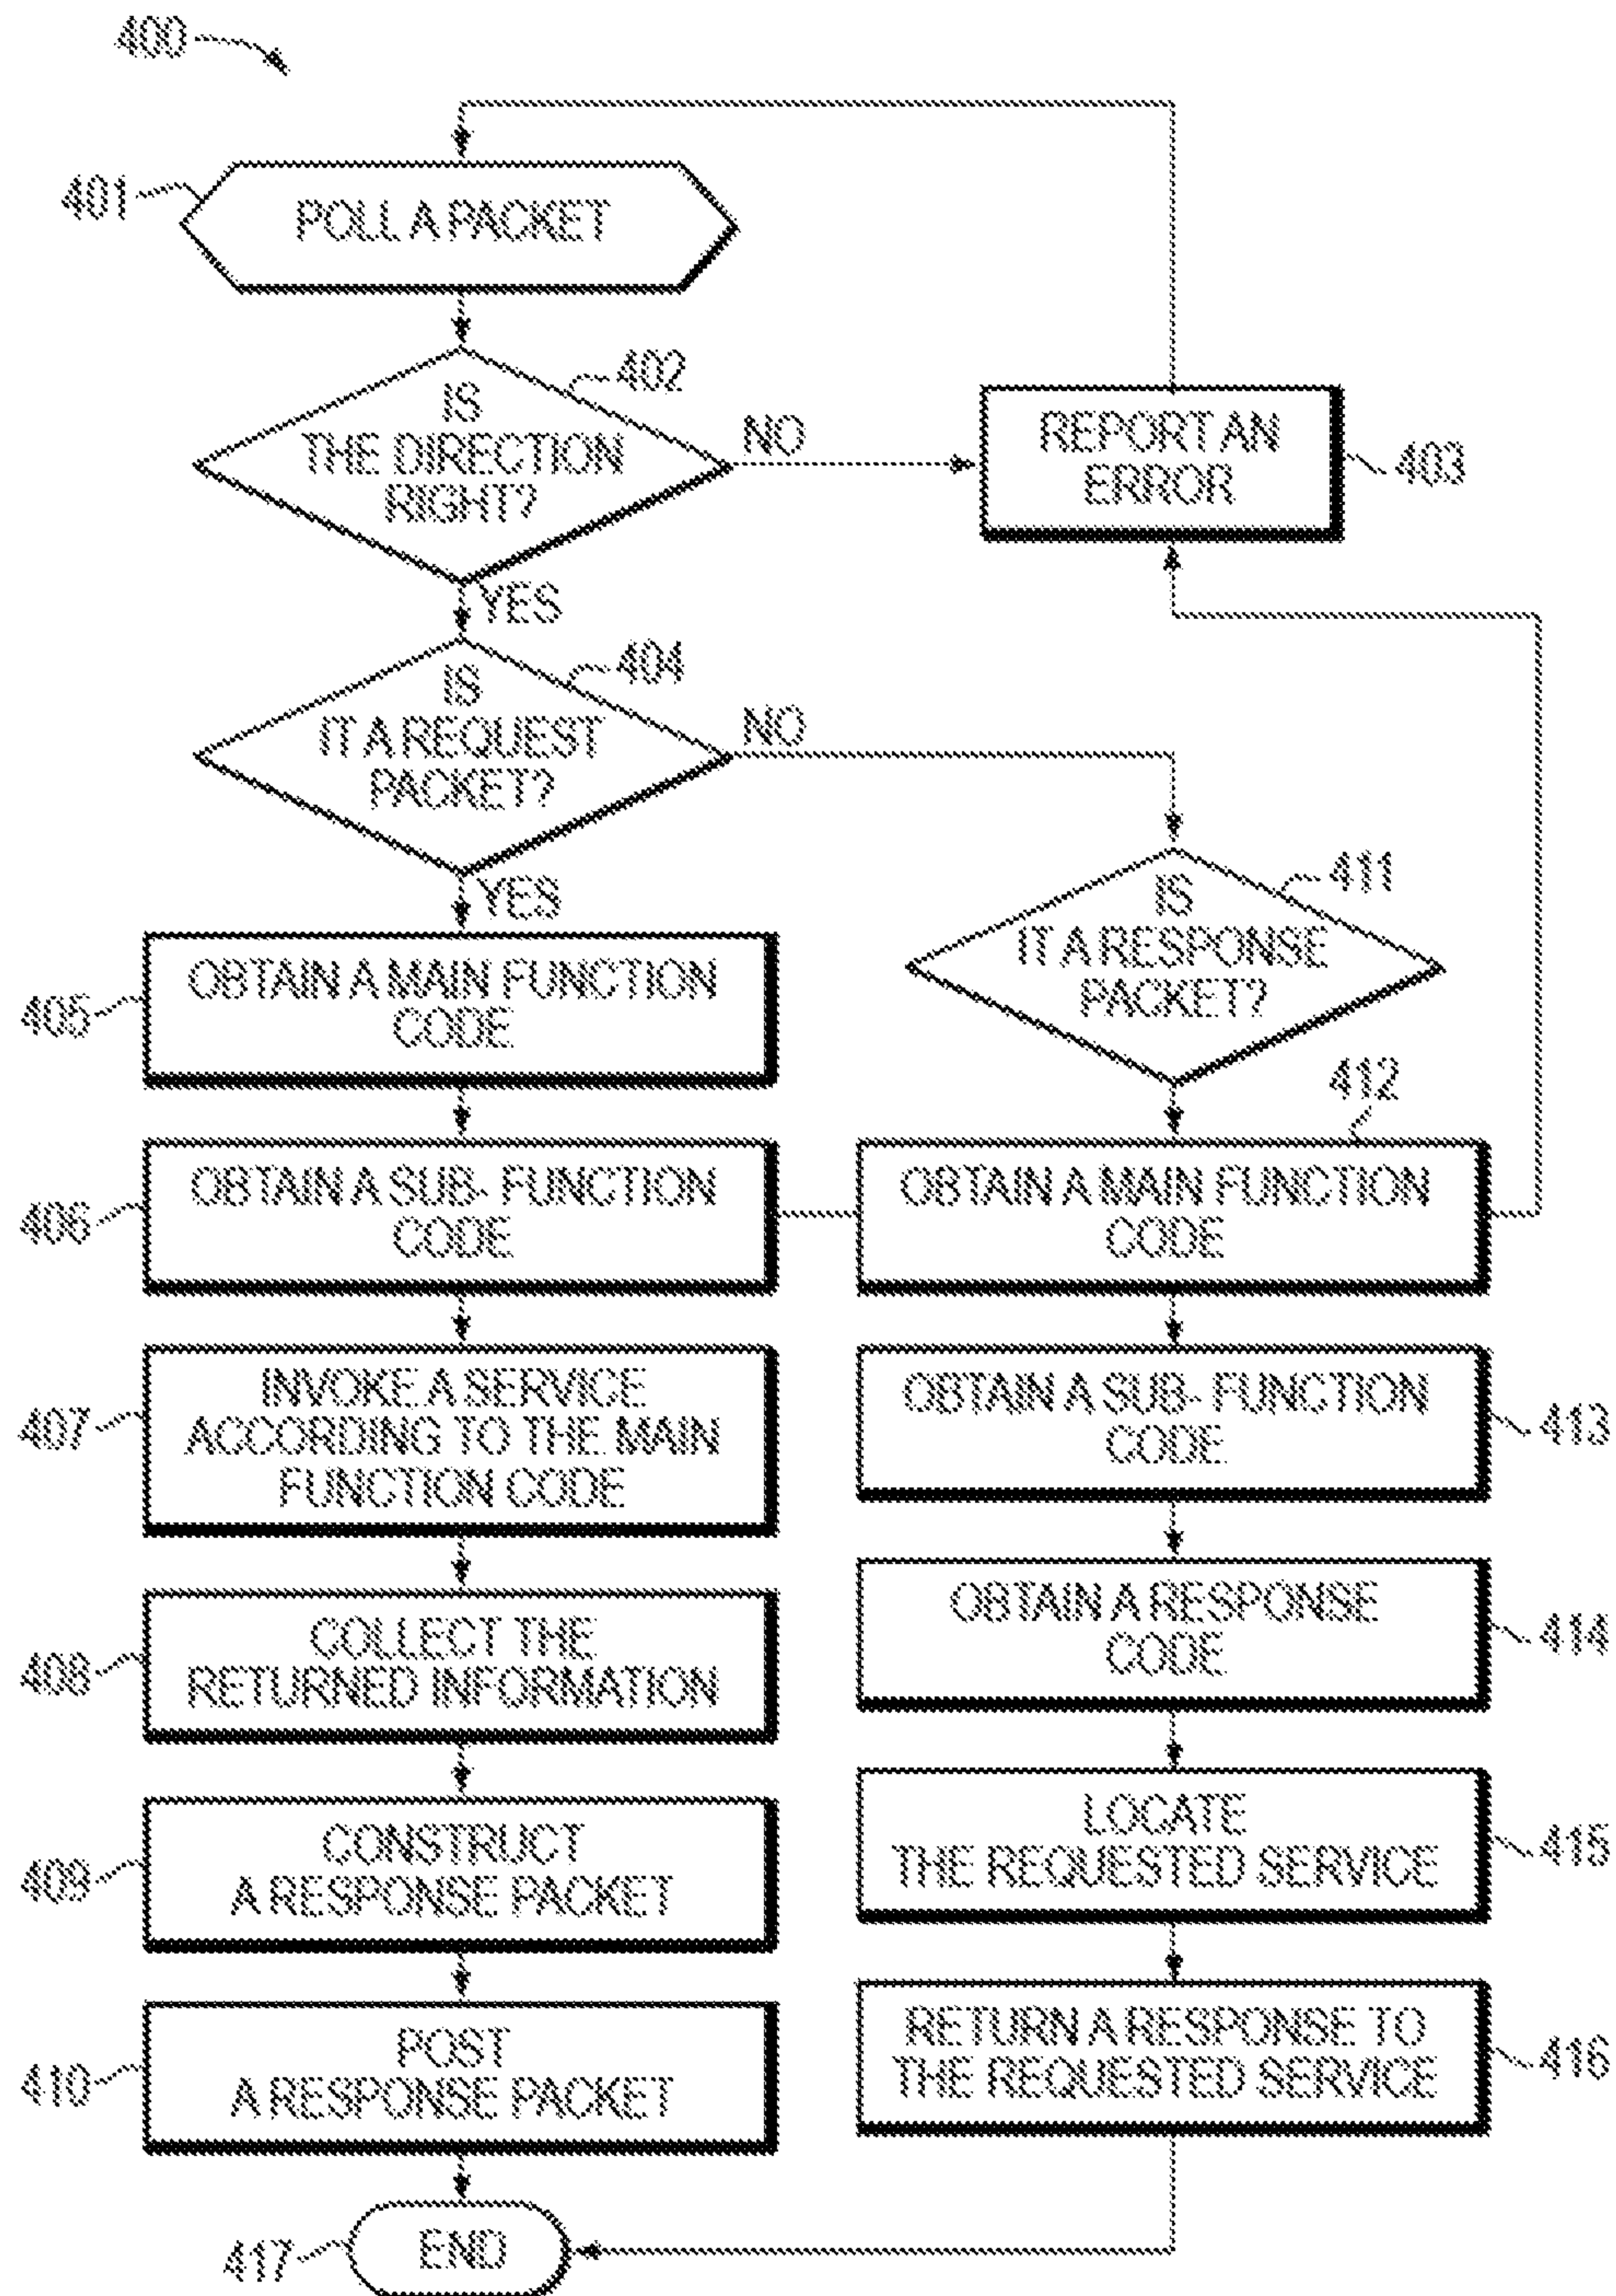 400
401
POLL A PACKET
402
IS
THE DIRECTION
RIGHT?
NO
YES
REPORT AN
ERROR
403
404
IS
IT A REQUEST
PACKET?
NO
YES
411
IS
IT A RESPONSE
PACKET?
405
OBTAIN A MAIN FUNCTION
CODE
412
OBTAIN A MAIN FUNCTION
CODE
406
OBTAIN A SUB- FUNCTION
CODE
407
INVOKE A SERVICE
ACCORDING TO THE MAIN
FUNCTION CODE
OBTAIN A SUB- FUNCTION
CODE
413
408
COLLECT THE
RETURNED INFORMATION
OBTAIN A RESPONSE
CODE
414
409
CONSTRUCT
A RESPONSE PACKET
LOCATE
THE REQUESTED SERVICE
415
410
POST
A RESPONSE PACKET
RETURN A RESPONSE TO
THE REQUESTED SERVICE
416
417
END